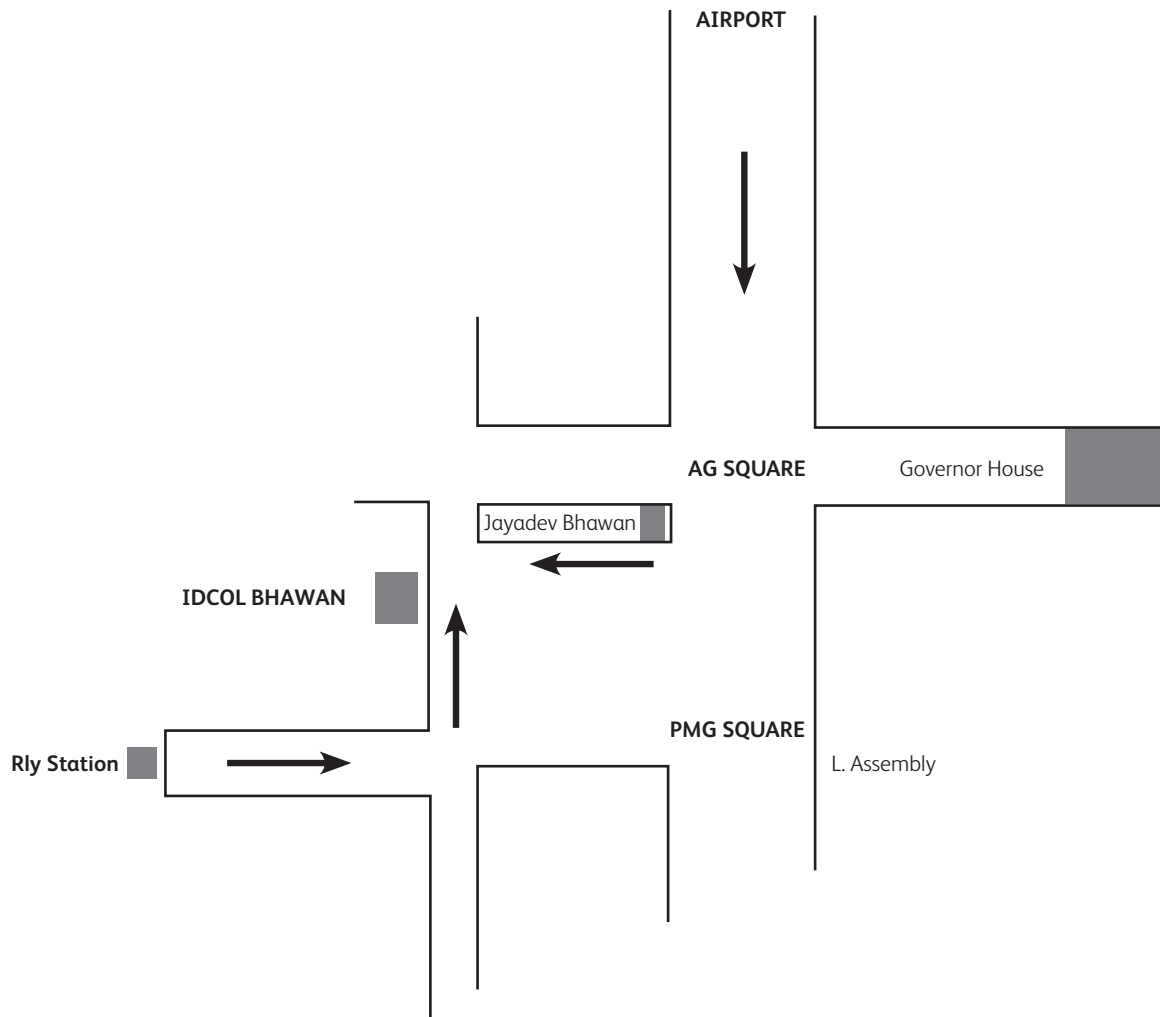 AIRPORT
AG SQUARE
Governor House
Jayadev Bhawan
IDCOL BHAWAN
PMG SQUARE
Rly Station
L. Assembly